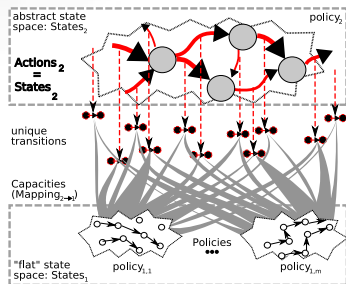 abstract state
space: States2
policy2
Actions2
=
States2
unique
transitions
Capacities
(Mapping2→1)
Policies
•••
"flat" state
space: States1
policy1,1
policy1,m